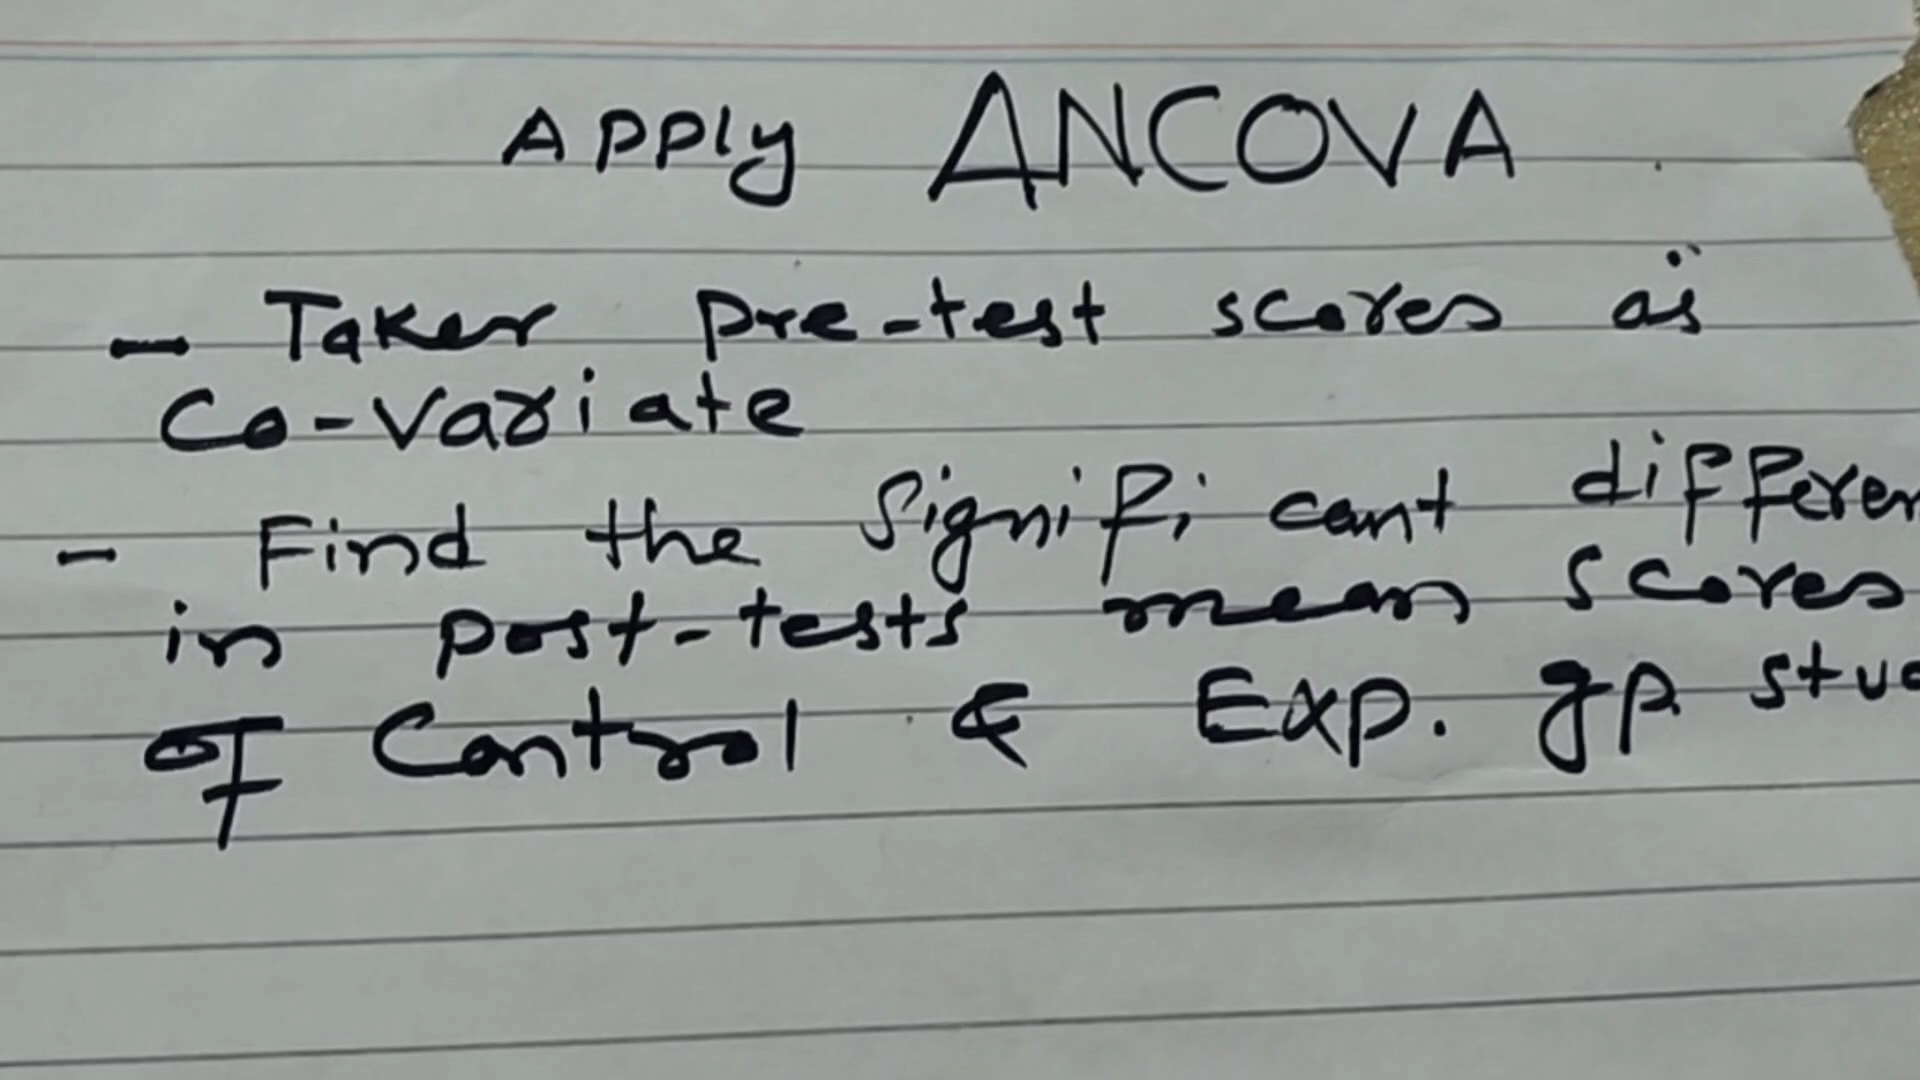 Apply ANCOVA
- Taken pre-test scores as
Co-variate
- Find the Significant differen
in post-tests mean scores
of Control & Exp. gp. stud